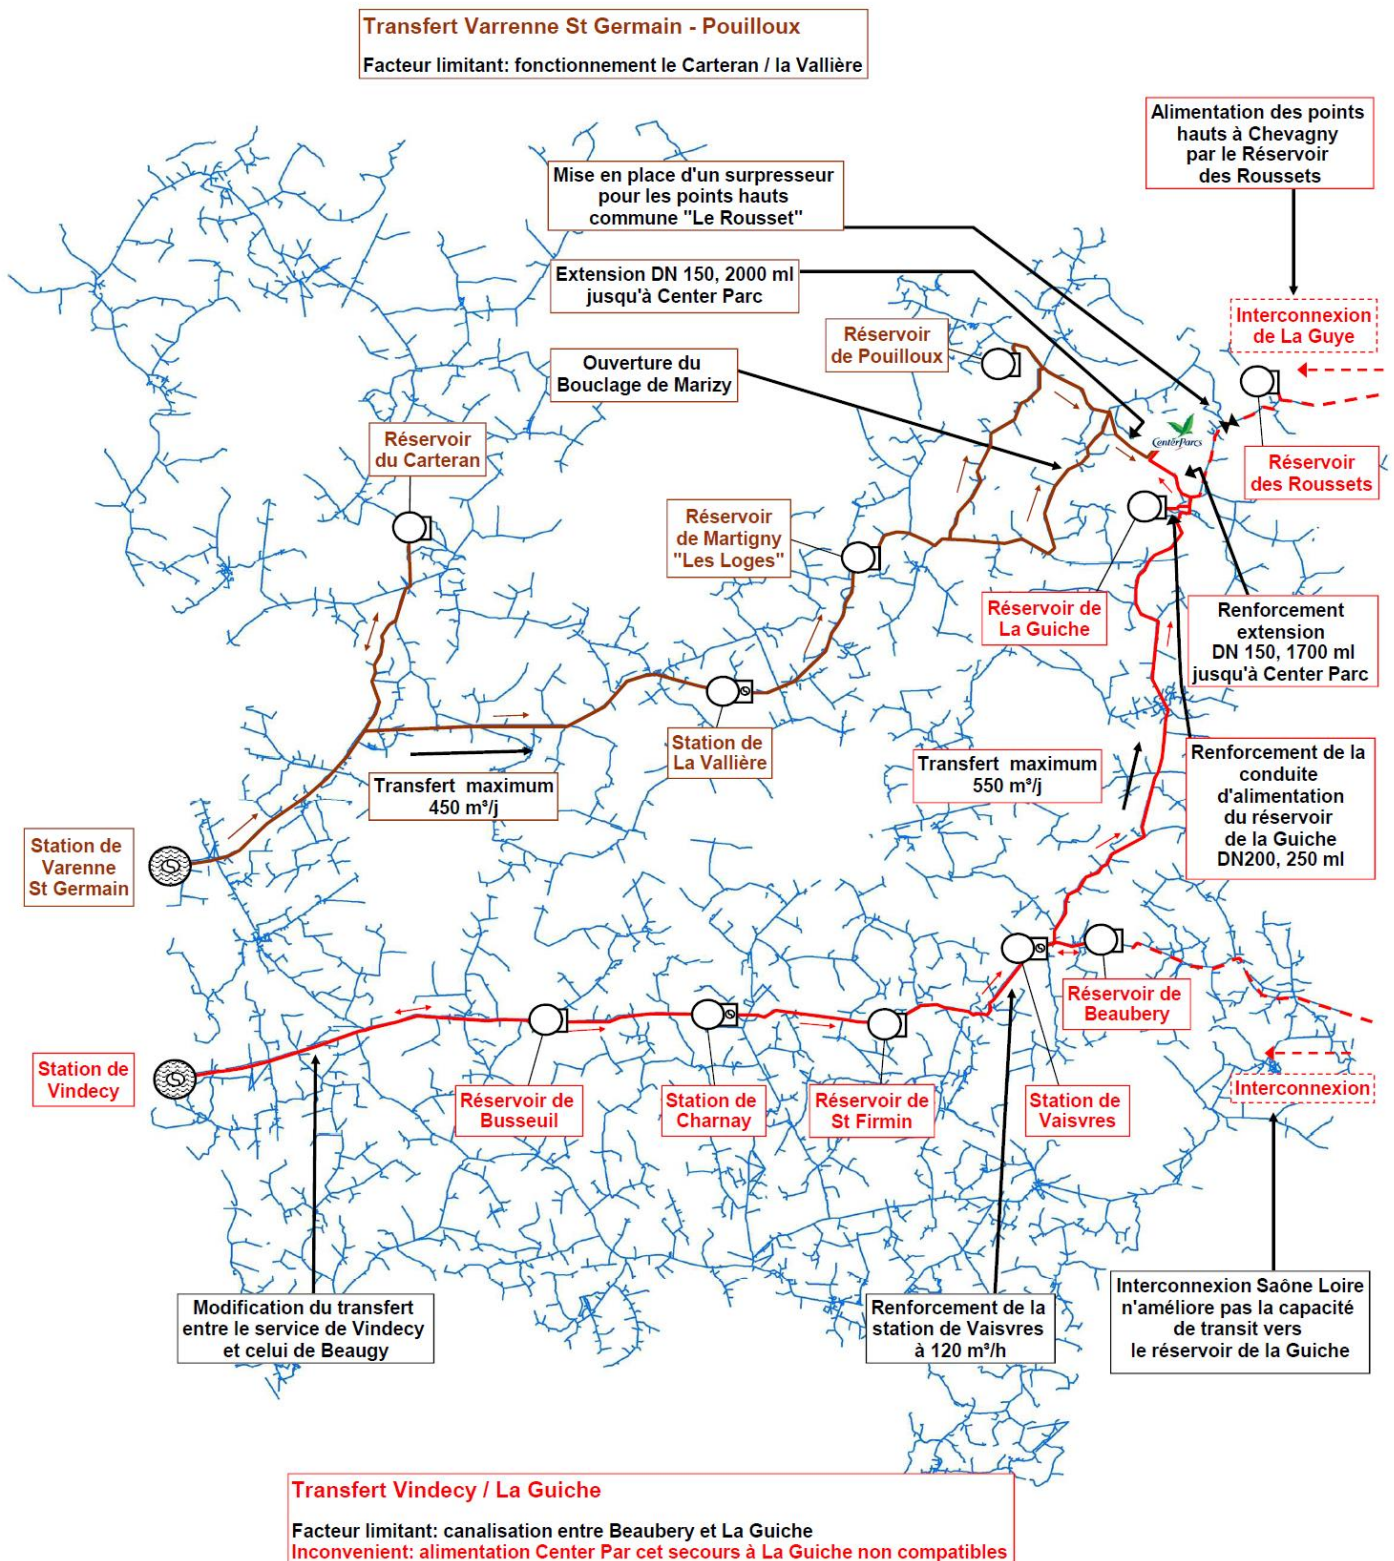 Transfert Varrenne St Germain - Pouilloux
Facteur limitant: fonctionnement le Carteran / la Vallière
Alimentation des points
hauts à Chevagny
par le Réservoir
des Roussets
Mise en place d'un surpresseur
pour les points hauts
commune "Le Rousset"
Extension DN 150, 2000 ml
jusqu'à Center Parc
Interconnexion
de La Guye
Réservoir
de Pouilloux
Ouverture du
Bouclage de Marizy
CenterParcs
Réservoir
du Carteran
Réservoir
des Roussets
Réservoir
de Martigny
"Les Loges"
Réservoir de
La Guiche
Renforcement
extension
DN 150, 1700 ml
jusqu'à Center Parc
Station de
La Vallière
Transfert maximum
450 m³/j
Transfert maximum
550 m³/j
Renforcement de la
conduite
d'alimentation
du réservoir
de la Guiche
DN200, 250 ml
Station de
Varenne
St Germain
Réservoir de
Beaubery
Station de
Vindecy
Réservoir de
Busseuil
Station de
Charnay
Réservoir de
St Firmin
Station de
Vaisvres
Interconnexion
Modification du transfert
entre le service de Vindecy
et celui de Beaugy
Renforcement de la
station de Vaisvres
à 120 m³/h
Interconnexion Saône Loire
n'améliore pas la capacité
de transit vers
le réservoir de la Guiche
Transfert Vindecy / La Guiche
Facteur limitant: canalisation entre Beaubery et La Guiche
Inconvenient: alimentation Center Par cet secours à La Guiche non compatibles